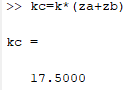 >> kc=k*(za+zb)
kc =
17.5000